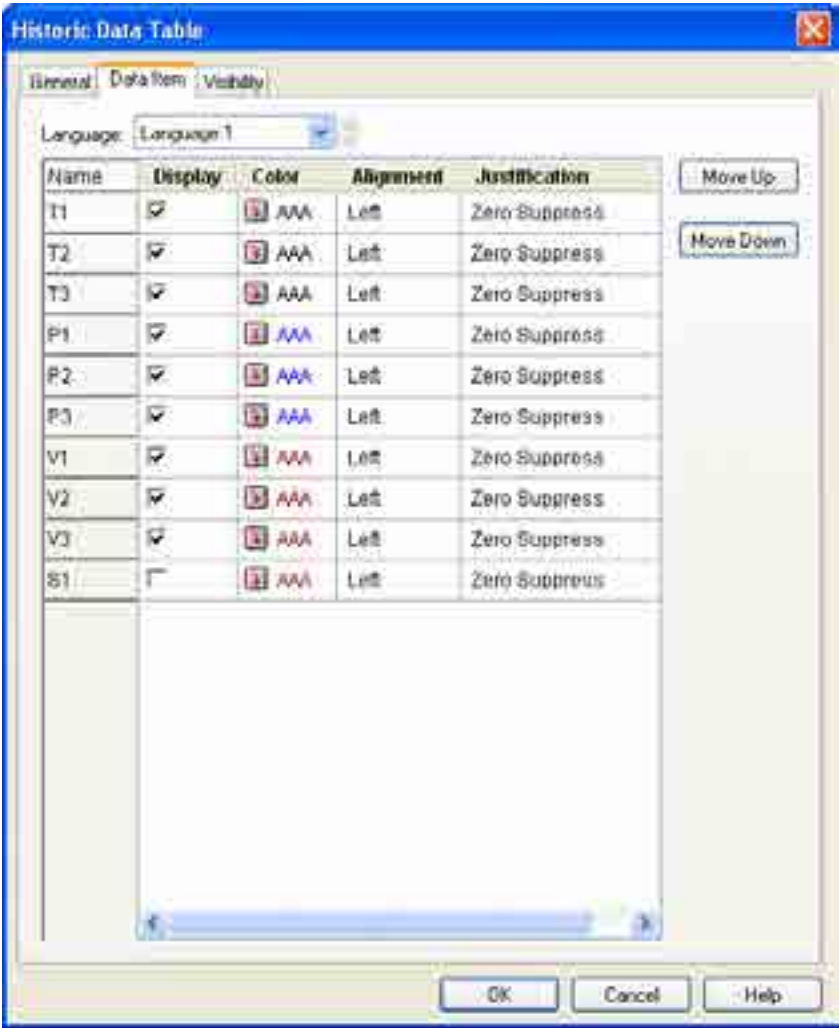 Historic Data Table
General Data Item Visibility
Language: Language 1
Name Display Color Alignment Justification
T1 AAA Left Zero Suppress
T2 AAA Left Zero Suppress
T3 AAA Left Zero Suppress
P1 AAA Left Zero Suppress
P2 AAA Left Zero Suppress
P3 AAA Left Zero Suppress
V1 AAA Left Zero Suppress
V2 AAA Left Zero Suppress
V3 AAA Left Zero Suppress
S1 AAA Left Zero Suppress
Move Up
Move Down
OK Cancel Help